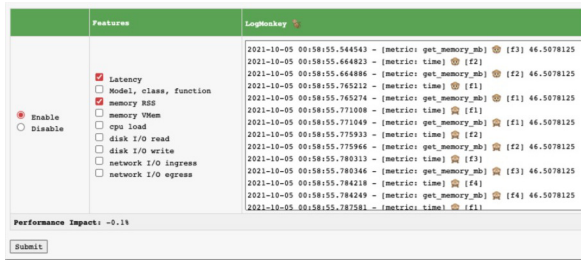 Features
LogMonkey 🐒
Enable
Disable
Latency
Model, class, function
memory RSS
memory VMem
cpu load
disk I/O read
disk I/O write
network I/O ingress
network I/O egress
2021-10-05 00:58:55.544543 - [metric: get_memory_mb] 🐵 [f3] 46.5078125
2021-10-05 00:58:55.664823 - [metric: time] 🐵 [f2]
2021-10-05 00:58:55.664886 - [metric: get_memory_mb] 🐵 [f2] 46.5078125
2021-10-05 00:58:55.765212 - [metric: time] 🐵 [f1]
2021-10-05 00:58:55.765274 - [metric: get_memory_mb] 🐵 [f1] 46.5078125
2021-10-05 00:58:55.771008 - [metric: time] 🙈 [f1]
2021-10-05 00:58:55.771049 - [metric: get_memory_mb] 🙈 [f1] 46.5078125
2021-10-05 00:58:55.775933 - [metric: time] 🙈 [f2]
2021-10-05 00:58:55.775966 - [metric: get_memory_mb] 🙈 [f2] 46.5078125
2021-10-05 00:58:55.780313 - [metric: time] 🙈 [f3]
2021-10-05 00:58:55.780346 - [metric: get_memory_mb] 🙈 [f3] 46.5078125
2021-10-05 00:58:55.784218 - [metric: time] 🙈 [f4]
2021-10-05 00:58:55.784249 - [metric: get_memory_mb] 🙈 [f4] 46.5078125
2021-10-05 00:58:55.787581 - [metric: time] 🙈 [f1]
Performance Impact: -0.1%
Submit